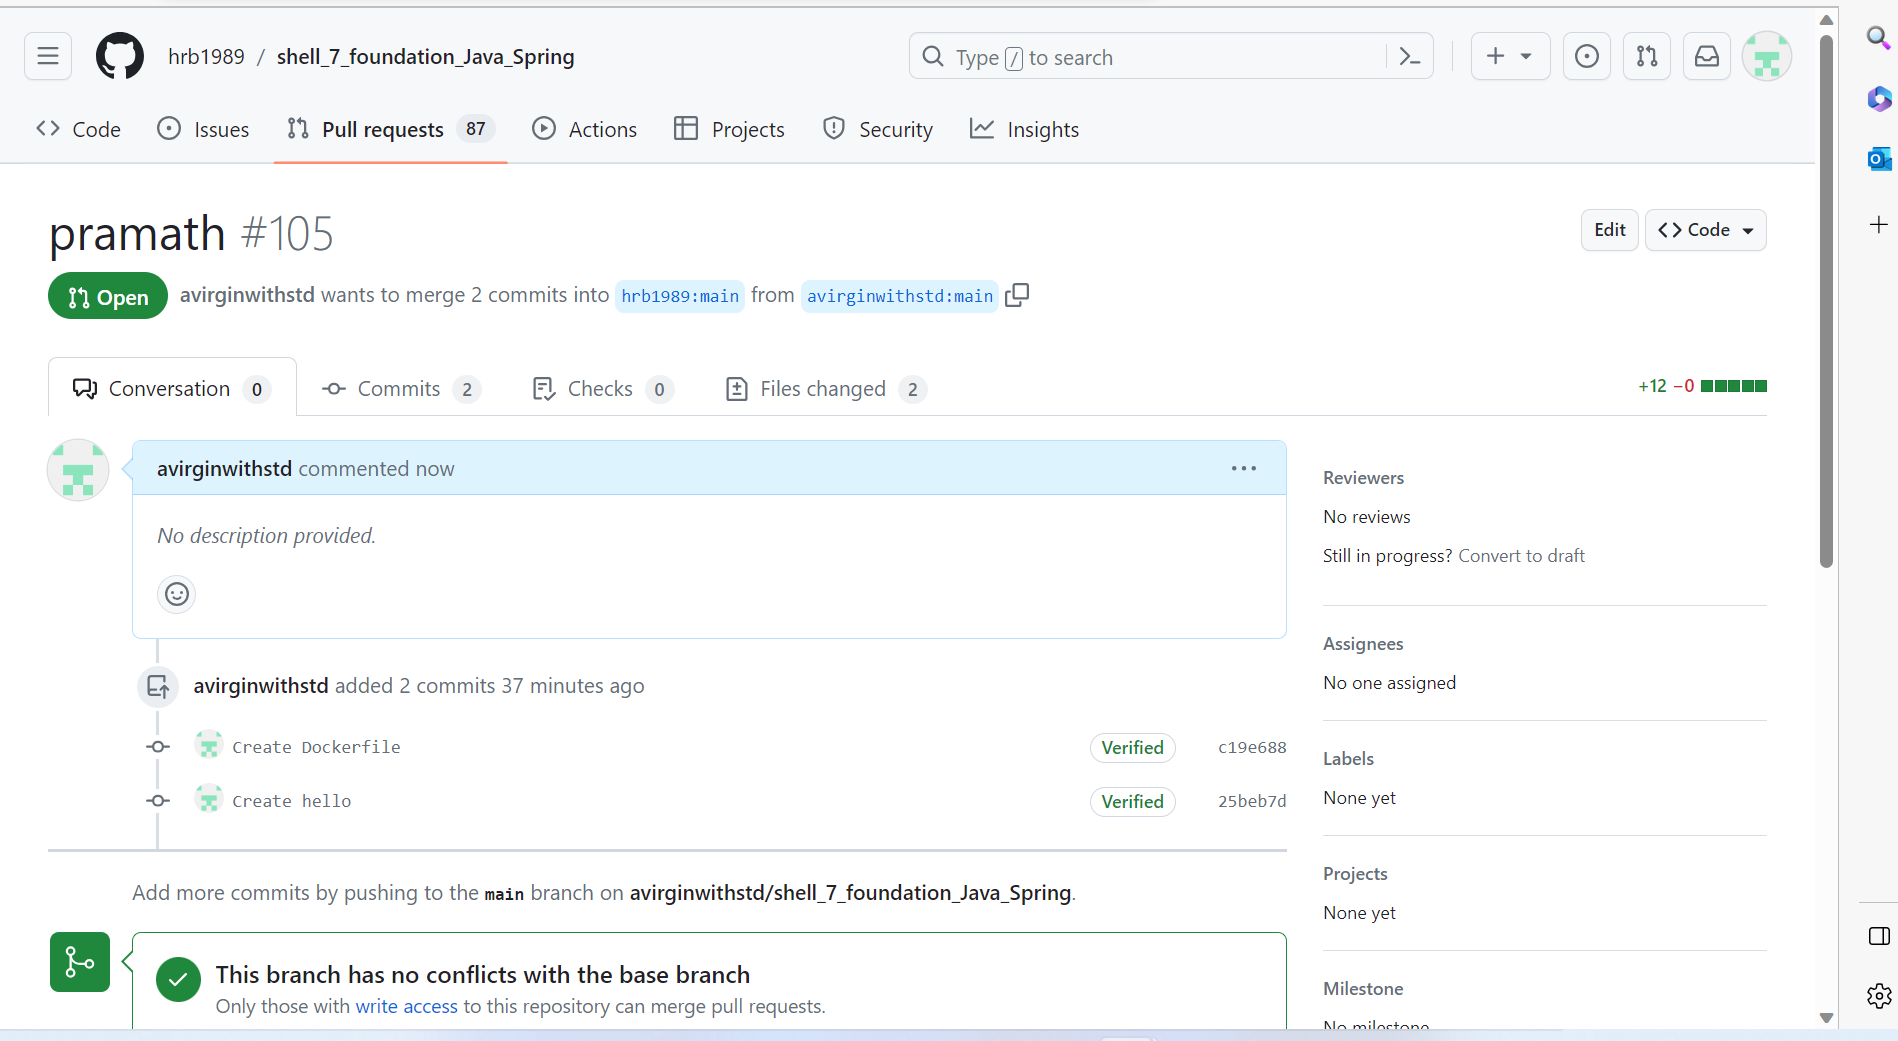 hrb1989 / shell_7_foundation_Java_Spring
Type / to search
Code
Issues
Pull requests 87
Actions
Projects
Security
Insights
pramath #105
Edit
Code
Open
avirginwithstd wants to merge 2 commits into hrb1989:main from avirginwithstd:main
Conversation 0
Commits 2
Checks 0
Files changed 2
+12 −0
avirginwithstd commented now
No description provided.
avirginwithstd added 2 commits 37 minutes ago
Create Dockerfile Verified c19e688
Create hello Verified 25beb7d
Add more commits by pushing to the main branch on avirginwithstd/shell_7_foundation_Java_Spring.
This branch has no conflicts with the base branch
Only those with write access to this repository can merge pull requests.
Reviewers
No reviews
Still in progress? Convert to draft
Assignees
No one assigned
Labels
None yet
Projects
None yet
Milestone
No milestone